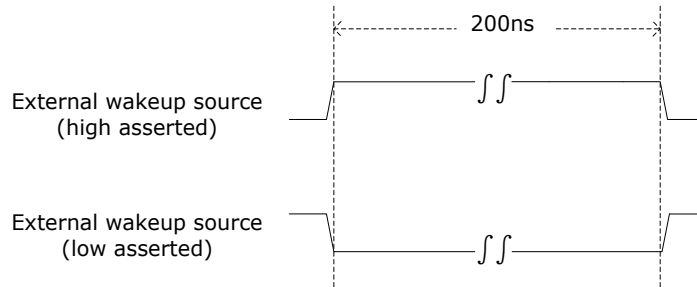 200ns
External wakeup source
(high asserted)
External wakeup source
(low asserted)